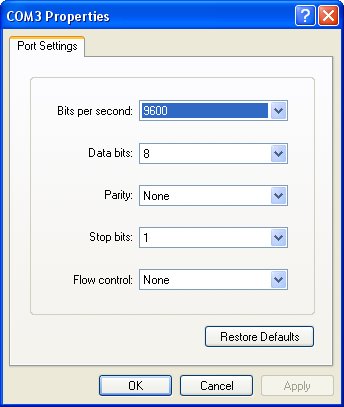 COM3 Properties
Port Settings
Bits per second: 9600
Data bits: 8
Parity: None
Stop bits: 1
Flow control: None
Restore Defaults
OK Cancel Apply